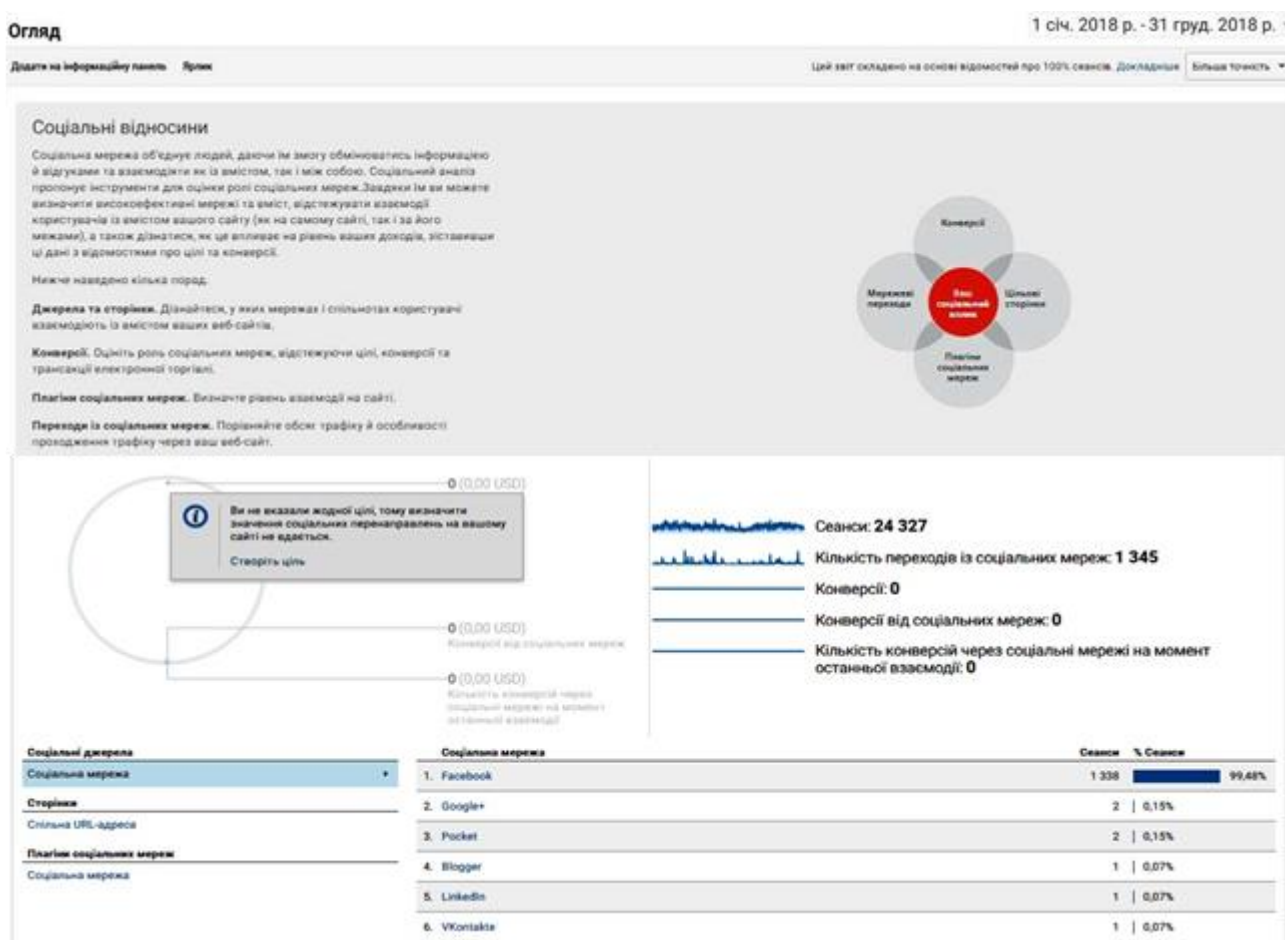 Огляд
1 січ. 2018 р. - 31 груд. 2018 р.
Додати на інформаційну панель Ярлик
Цей звіт складено на основі відомостей про 100% сеансів. Докладніше Більша точність
Соціальні відносини
Соціальна мережа об'єднує людей, даючи їм змогу обмінюватись інформацією
й відгуками та взаємодіяти як із вмістом, так і між собою. Соціальний аналіз
пропонує інструменти для оцінки ролі соціальних мереж.Завдяки їм ви можете
визначити високоефективні мережі та вміст, відстежувати взаємодії
користувачів із вмістом вашого сайту (як на самому сайті, так і за його
межами), а також дізнатися, як це впливає на рівень ваших доходів, зіставивши
ці дані з відомостями про цілі та конверсії.
Нижче наведено кілька порад.
Джерела та сторінки. Дізнайтеся, у яких мережах і спільнотах користувачі
взаємодіють із вмістом ваших веб-сайтів.
Конверсії. Оцініть роль соціальних мереж, відстежуючи цілі, конверсії та
трансакції електронної торгівлі.
Плагіни соціальних мереж. Визначте рівень взаємодії на сайті.
Переходи із соціальних мереж. Порівняйте обсяг трафіку й особливості
проходження трафіку через ваш веб-сайт.
Конверсії
Мережеві
переходи
Ваш
соціальний
вплив
Цільові
сторінки
Плагіни
соціальних
мереж
0 (0,00 USD)
Ви не вказали жодної цілі, тому визначити
значення соціальних перенаправлень на вашому
сайті не вдається.
Створіть ціль
0 (0,00 USD)
Конверсії від соціальних мереж
0 (0,00 USD)
Кількість конверсій через
соціальні мережі на момент
останньої взаємодії
Сеанси: 24 327
Кількість переходів із соціальних мереж: 1 345
Конверсії: 0
Конверсії від соціальних мереж: 0
Кількість конверсій через соціальні мережі на момент
останньої взаємодії: 0
Соціальні джерела
Соціальна мережа
Сторінки
Спільна URL-адреса
Плагіни соціальних мереж
Соціальна мережа
Соціальна мережа Сеанси % Сеанси
1. Facebook 1 338 99,48%
2. Google+ 2 0,15%
3. Pocket 2 0,15%
4. Blogger 1 0,07%
5. LinkedIn 1 0,07%
6. VKontakte 1 0,07%